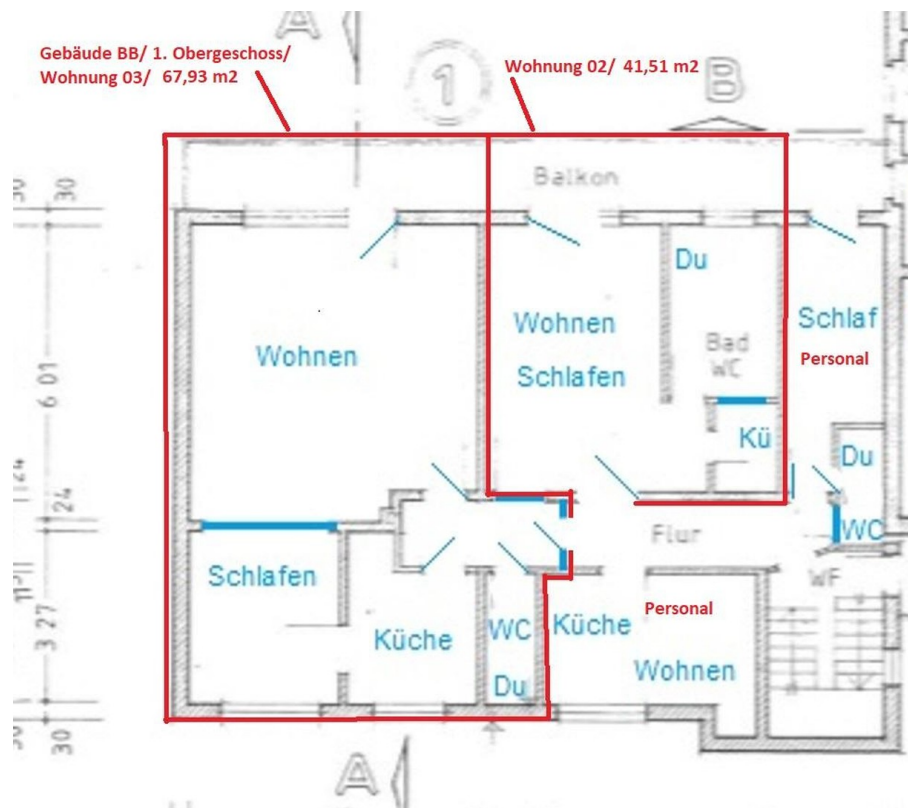 A
Gebäude BB/ 1. Obergeschoss/
Wohnung 03/ 67,93 m2
1
Wohnung 02/ 41,51 m2
B
30
Balkon
Du
Wohnen
Schlafen
Wohnen
Schlaf
Personal
Bad
WC
6 01
Kü
Du
24
24
Flur
WC
WF
Schlafen
3 27
Küche
WC
Küche
Personal
Wohnen
Du
30
A